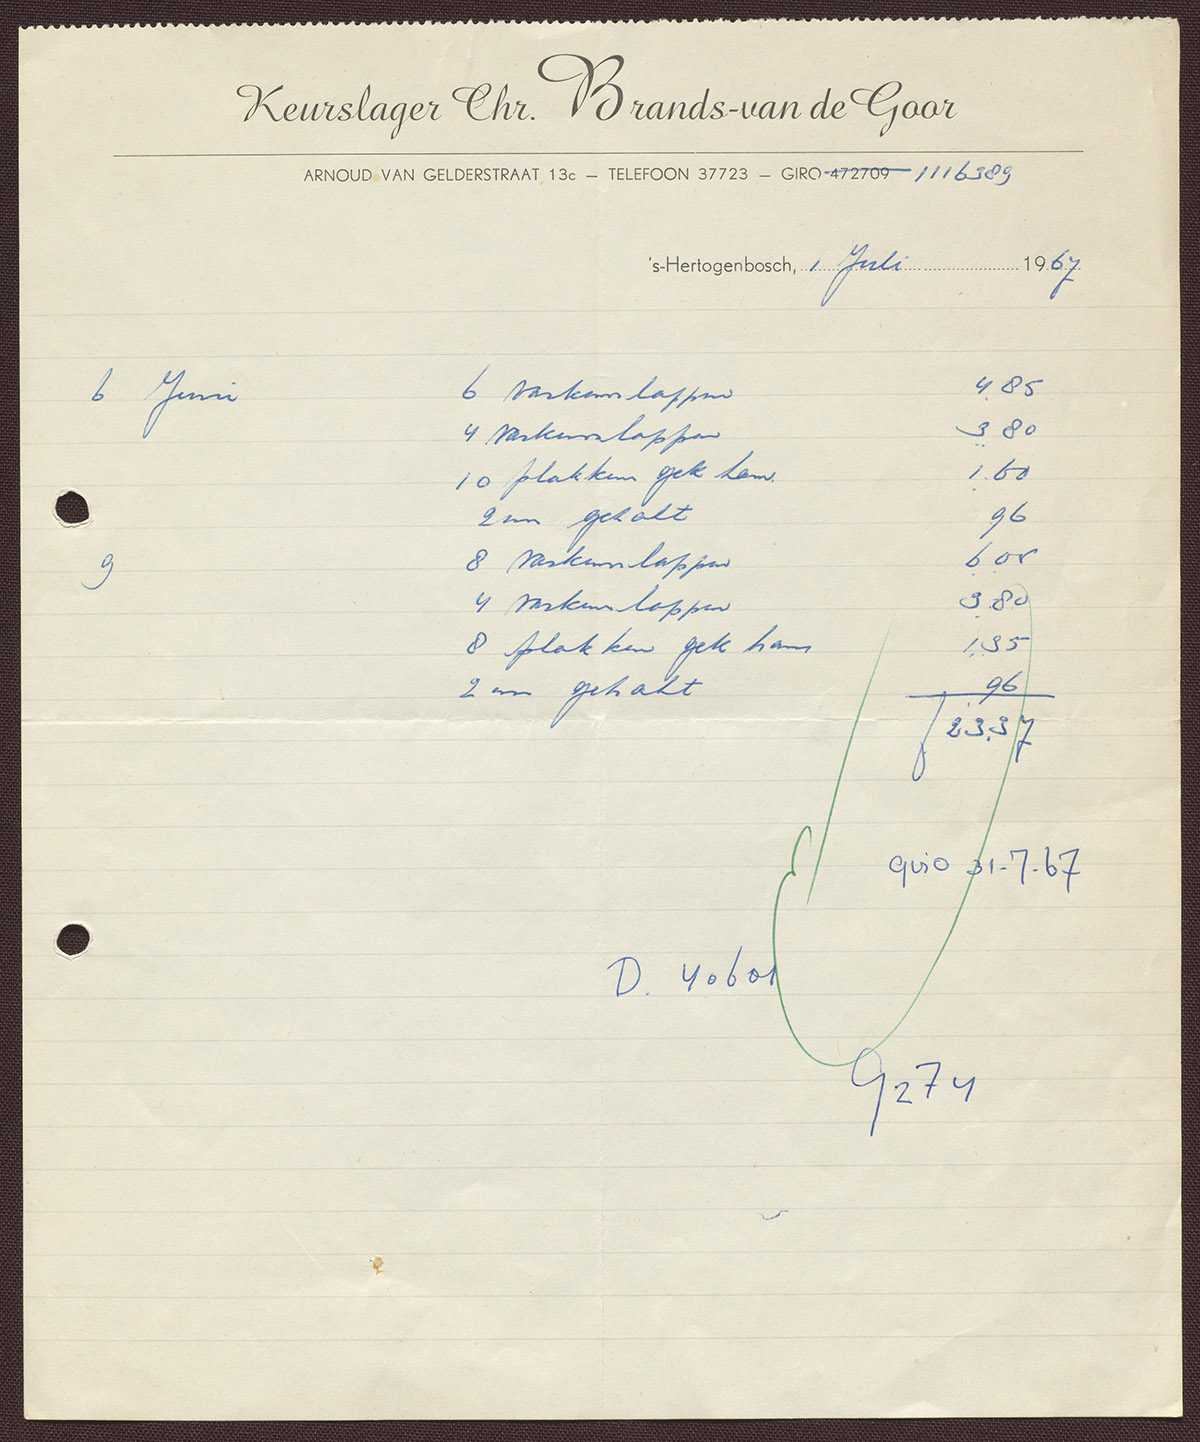 Keurslager Chr. Brands-van de Goor
ARNOUD VAN GELDERSTRAAT 13c — TELEFOON 37723 — GIRO 472709 1116389
's-Hertogenbosch, 1 Juli 1967
6 Juni 6 varkenslappen 4.85
4 varkenslappen 3.80
10 plakken gek ham 1.60
2 ons gehakt 96
9 8 varkenslappen 6.05
4 varkenslappen 3.80
8 plakken gek ham 1.35
2 ons gehakt 96
ƒ 23.37
giro 31-7-67
D. 40601
G274